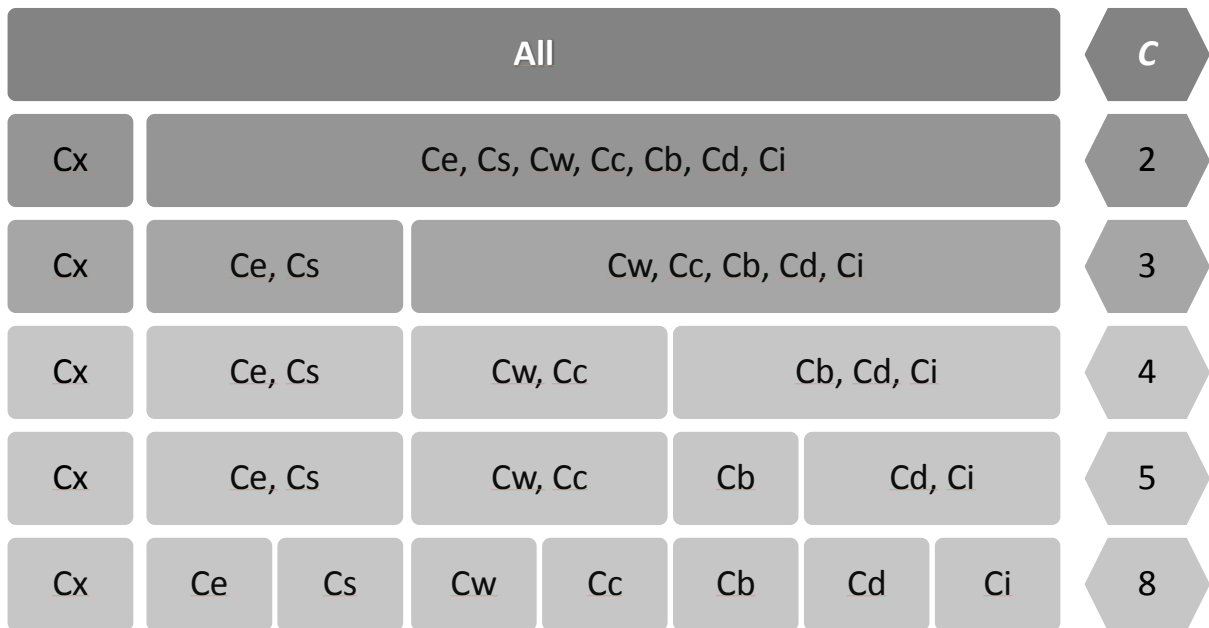 All C
Cx Ce, Cs, Cw, Cc, Cb, Cd, Ci 2
Cx Ce, Cs Cw, Cc, Cb, Cd, Ci 3
Cx Ce, Cs Cw, Cc Cb, Cd, Ci 4
Cx Ce, Cs Cw, Cc Cb Cd, Ci 5
Cx Ce Cs Cw Cc Cb Cd Ci 8